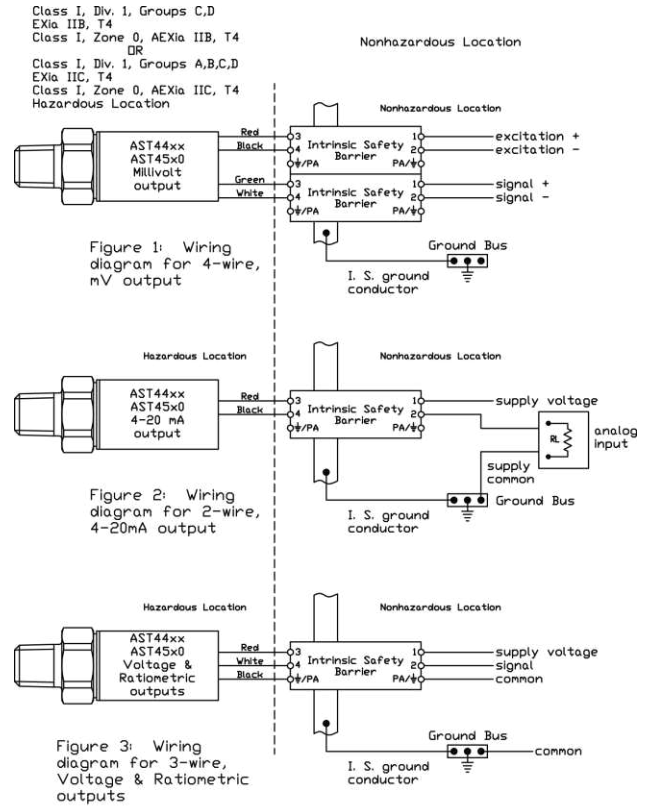 Class I, Div. 1, Groups C,D
EXia IIB, T4
Class I, Zone 0, AEXia IIB, T4
OR
Class I, Div. 1, Groups A,B,C,D
EXia IIC, T4
Class I, Zone 0, AEXia IIC, T4
Hazardous Location
Nonhazardous Location
Nonhazardous Location
AST44xx
AST45x0
Millivolt
output
Red
Black
Green
White
3
4
⏚/PA
Intrinsic Safety
Barrier
1
2
PA/⏚
excitation +
excitation -
3
4
⏚/PA
Intrinsic Safety
Barrier
1
2
PA/⏚
signal +
signal -
Figure 1: Wiring
diagram for 4-wire,
mV output
Ground Bus
I. S. ground
conductor
Hazardous Location
Nonhazardous Location
AST44xx
AST45x0
4-20 mA
output
Red
Black
3
4
⏚/PA
Intrinsic Safety
Barrier
1
2
PA/⏚
supply voltage
RL
analog
input
supply
common
Figure 2: Wiring
diagram for 2-wire,
4-20mA output
Ground Bus
I. S. ground
conductor
Hazardous Location
Nonhazardous Location
AST44xx
AST45x0
Voltage &
Ratiometric
outputs
Red
White
Black
3
4
⏚/PA
Intrinsic Safety
Barrier
1
2
PA/⏚
supply voltage
signal
common
Figure 3: Wiring
diagram for 3-wire,
Voltage & Ratiometric
outputs
Ground Bus
common
I. S. ground
conductor